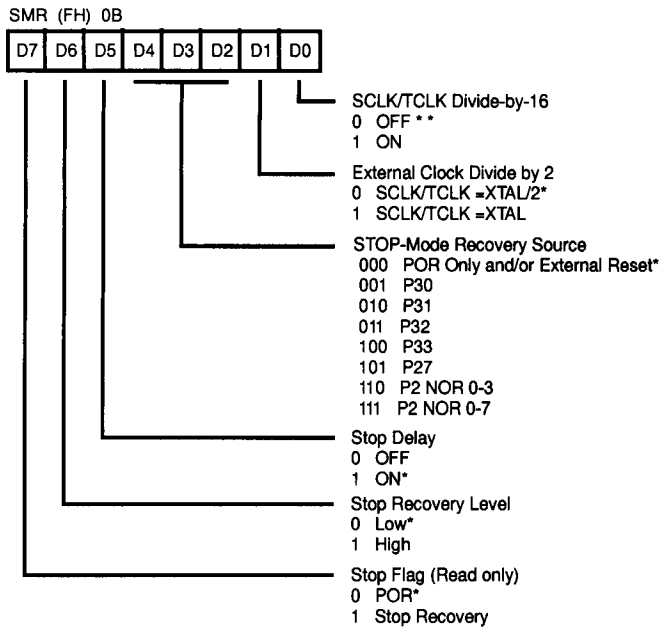 SMR (FH) 0B
D7 D6 D5 D4 D3 D2 D1 D0
SCLK/TCLK Divide-by-16
0 OFF * *
1 ON
External Clock Divide by 2
0 SCLK/TCLK =XTAL/2*
1 SCLK/TCLK =XTAL
STOP-Mode Recovery Source
000 POR Only and/or External Reset*
001 P30
010 P31
011 P32
100 P33
101 P27
110 P2 NOR 0-3
111 P2 NOR 0-7
Stop Delay
0 OFF
1 ON*
Stop Recovery Level
0 Low*
1 High
Stop Flag (Read only)
0 POR*
1 Stop Recovery